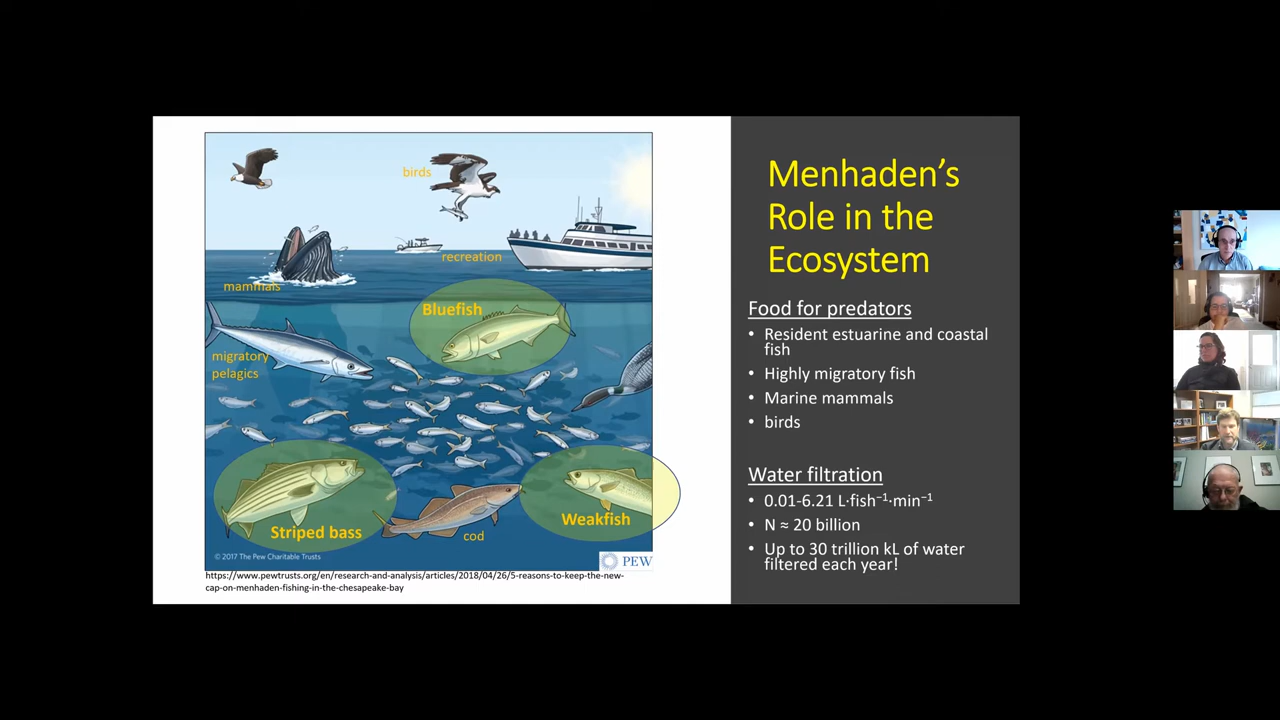 birds
recreation
mammals
Bluefish
migratory
pelagics
Striped bass
Weakfish
cod
© 2017 The Pew Charitable Trusts
PEW
https://www.pewtrusts.org/en/research-and-analysis/articles/2018/04/26/5-reasons-to-keep-the-new-
cap-on-menhaden-fishing-in-the-chesapeake-bay
Menhaden’s
Role in the
Ecosystem
Food for predators
• Resident estuarine and coastal
fish
• Highly migratory fish
• Marine mammals
• birds
Water filtration
• 0.01-6.21 L·fish⁻¹·min⁻¹
• N ≈ 20 billion
• Up to 30 trillion kL of water
filtered each year!